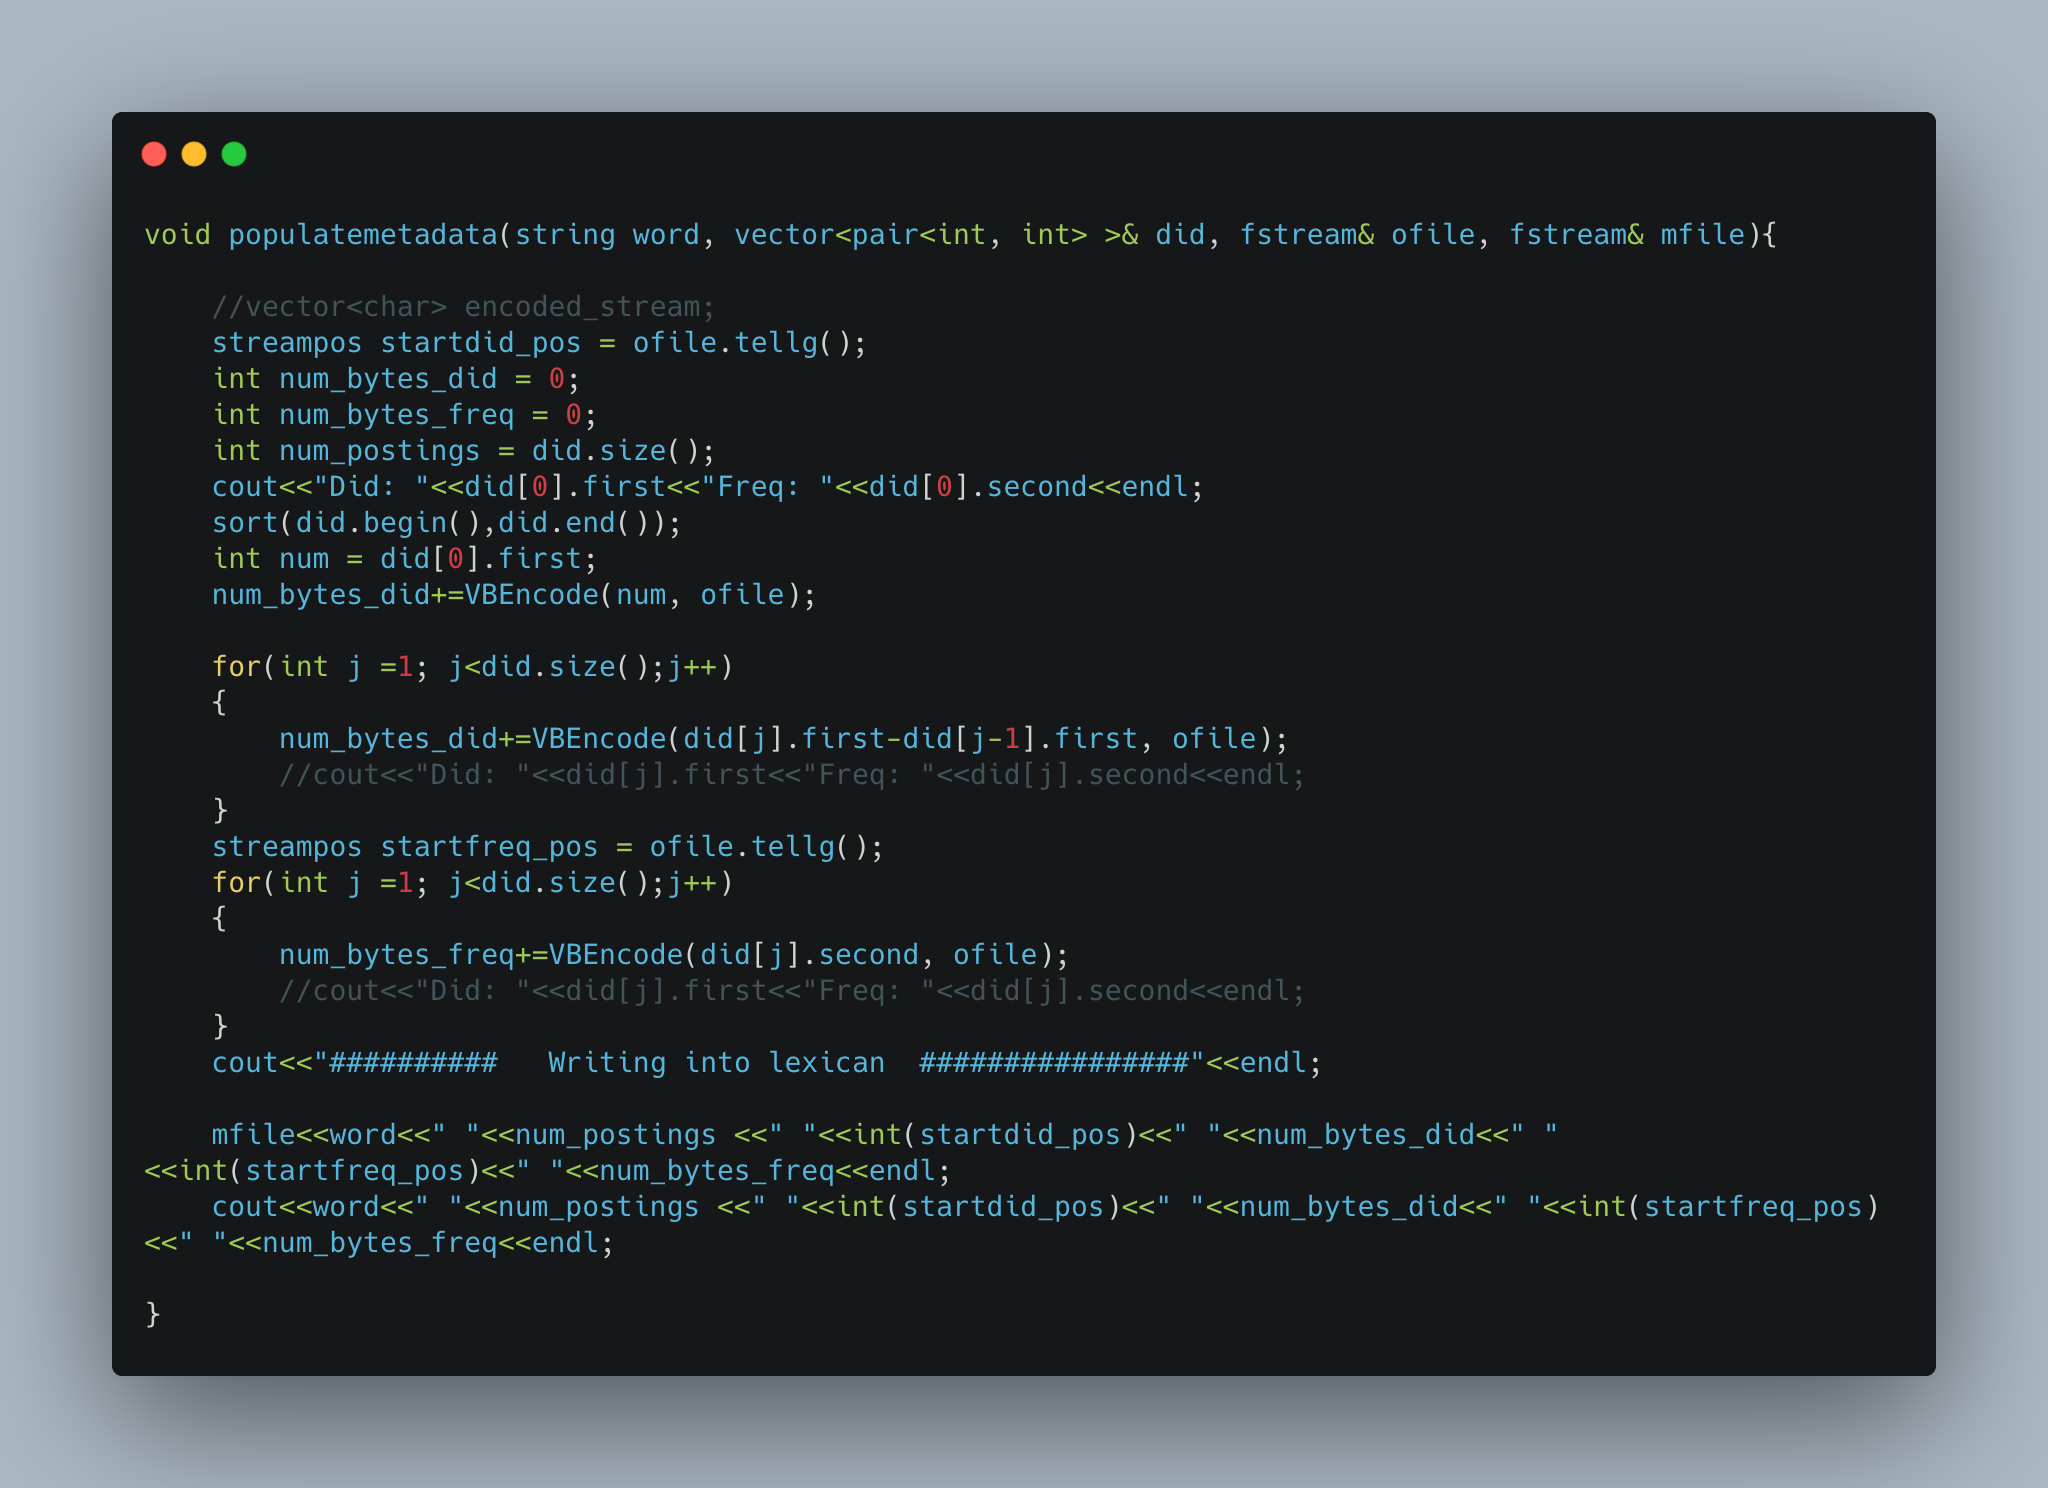 void populatemetadata(string word, vector<pair<int, int> >& did, fstream& ofile, fstream& mfile){
    //vector<char> encoded_stream;
    streampos startdid_pos = ofile.tellg();
    int num_bytes_did = 0;
    int num_bytes_freq = 0;
    int num_postings = did.size();
    cout<<"Did: "<<did[0].first<<"Freq: "<<did[0].second<<endl;
    sort(did.begin(),did.end());
    int num = did[0].first;
    num_bytes_did+=VBEncode(num, ofile);
    for(int j =1; j<did.size();j++)
    {
        num_bytes_did+=VBEncode(did[j].first-did[j-1].first, ofile);
        //cout<<"Did: "<<did[j].first<<"Freq: "<<did[j].second<<endl;
    }
    streampos startfreq_pos = ofile.tellg();
    for(int j =1; j<did.size();j++)
    {
        num_bytes_freq+=VBEncode(did[j].second, ofile);
        //cout<<"Did: "<<did[j].first<<"Freq: "<<did[j].second<<endl;
    }
    cout<<"##########   Writing into lexican  ################"<<endl;
    mfile<<word<<" "<<num_postings <<" "<<int(startdid_pos)<<" "<<num_bytes_did<<" "
<<int(startfreq_pos)<<" "<<num_bytes_freq<<endl;
    cout<<word<<" "<<num_postings <<" "<<int(startdid_pos)<<" "<<num_bytes_did<<" "<<int(startfreq_pos)
<<" "<<num_bytes_freq<<endl;
}